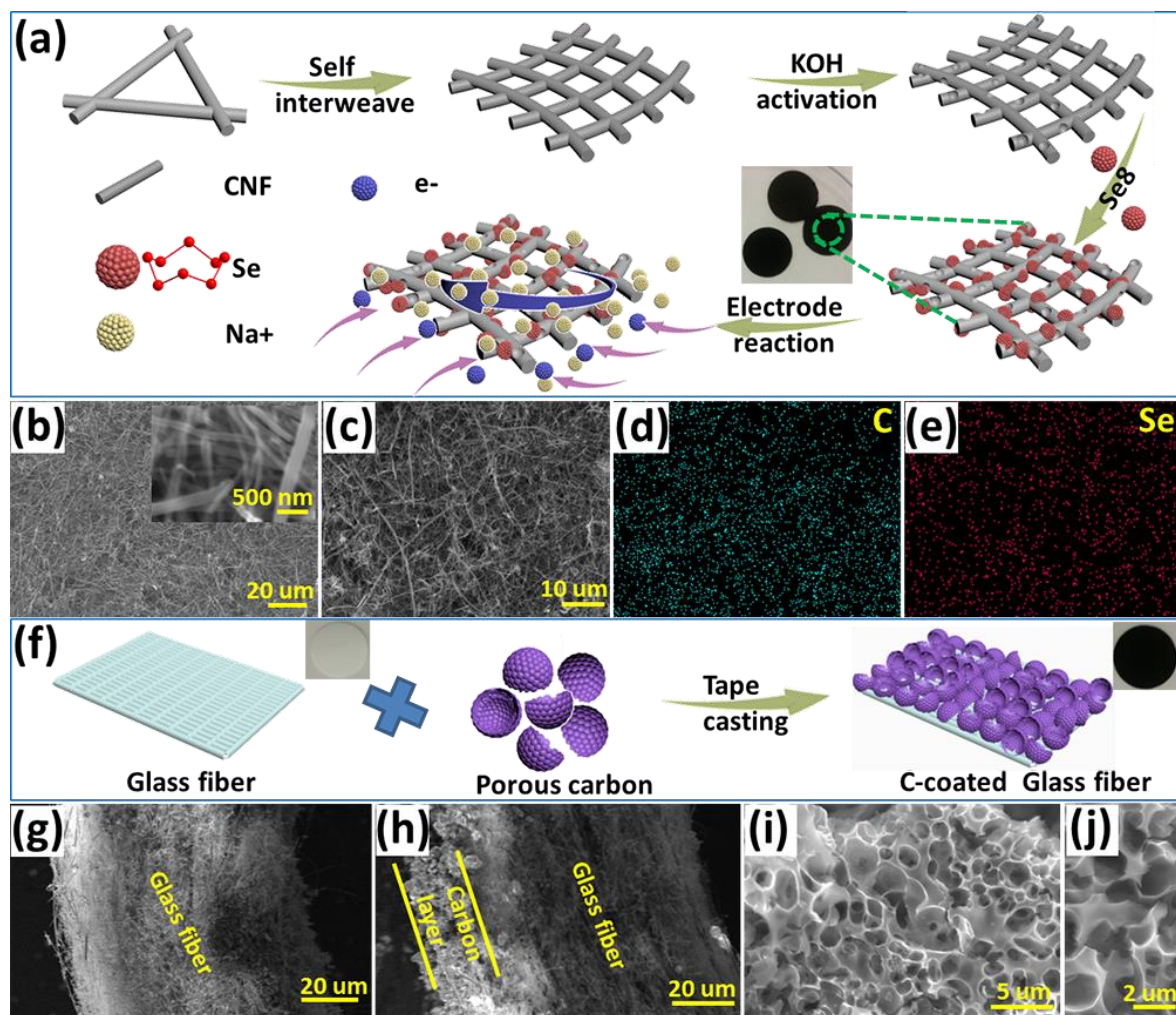 (a)
Self
interweave
KOH
activation
CNF
e-
Se8
Se
Na+
Electrode
reaction
(b)
500 nm
20 um
(c)
10 um
(d)
C
(e)
Se
(f)
Glass fiber
Porous carbon
Tape
casting
C-coated Glass fiber
(g)
Glass fiber
20 um
(h)
Carbon
layer
Glass fiber
20 um
(i)
5 um
(j)
2 um